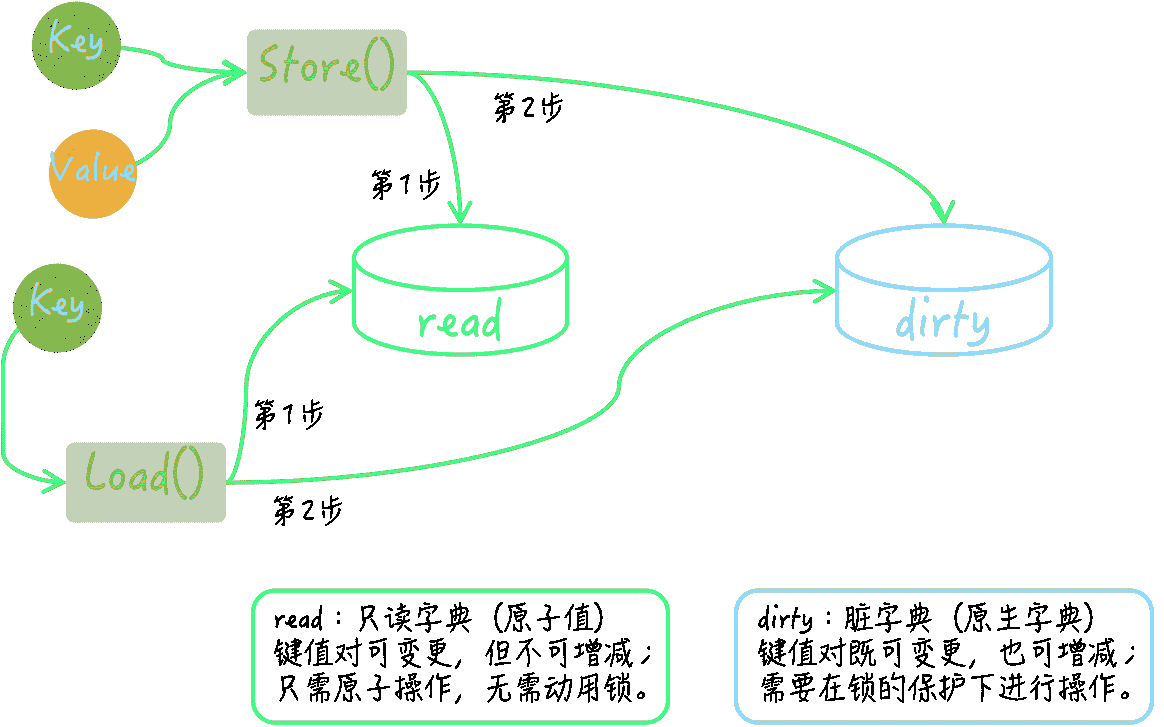 Key
Store()
第2步
Value
第1步
Key
read
dirty
第1步
Load()
第2步
read：只读字典（原子值）
键值对可变更，但不可增减；
只需原子操作，无需动用锁。
dirty：脏字典（原生字典）
键值对既可变更，也可增减；
需要在锁的保护下进行操作。